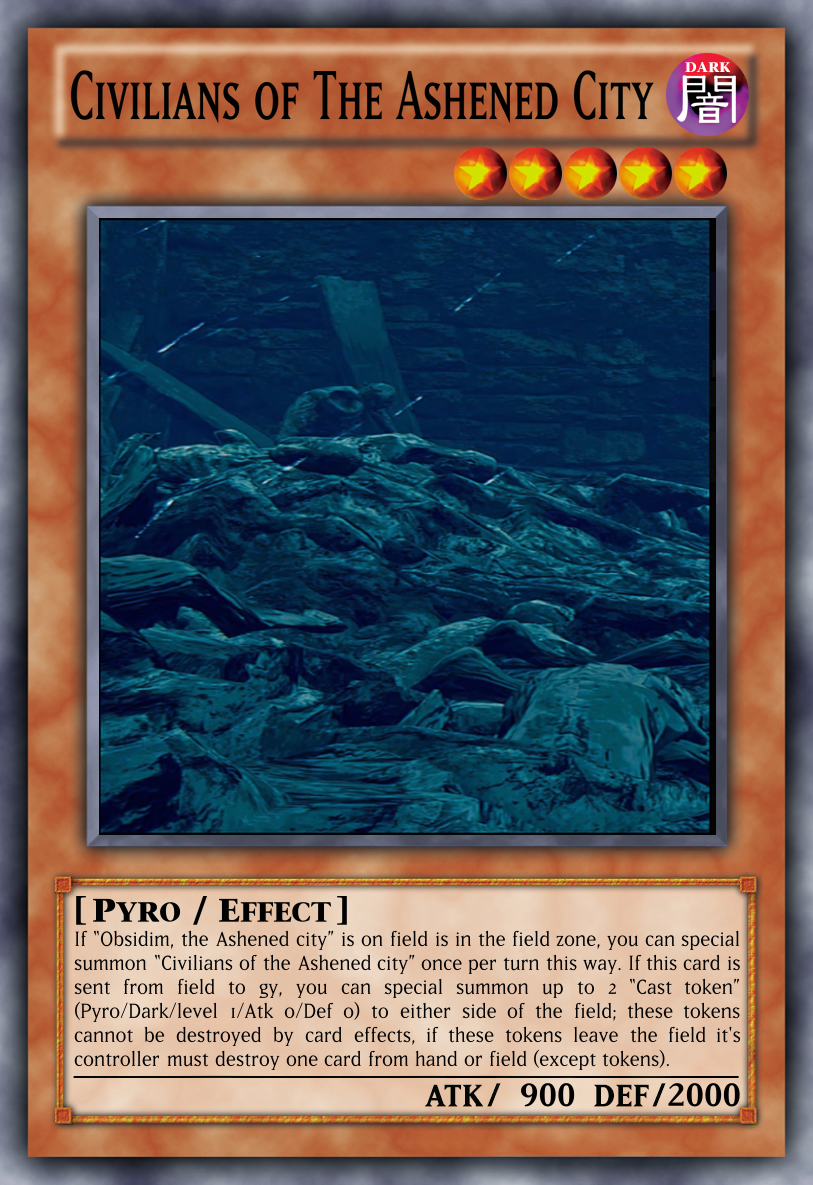 Civilians of The Ashened City
DARK
闇
[ Pyro / Effect ]
If "Obsidim, the Ashened city" is on field is in the field zone, you can special
summon "Civilians of the Ashened city" once per turn this way. If this card is
sent from field to gy, you can special summon up to 2 "Cast token"
(Pyro/Dark/level 1/Atk 0/Def 0) to either side of the field; these tokens
cannot be destroyed by card effects, if these tokens leave the field it's
controller must destroy one card from hand or field (except tokens).
ATK/ 900 DEF/2000